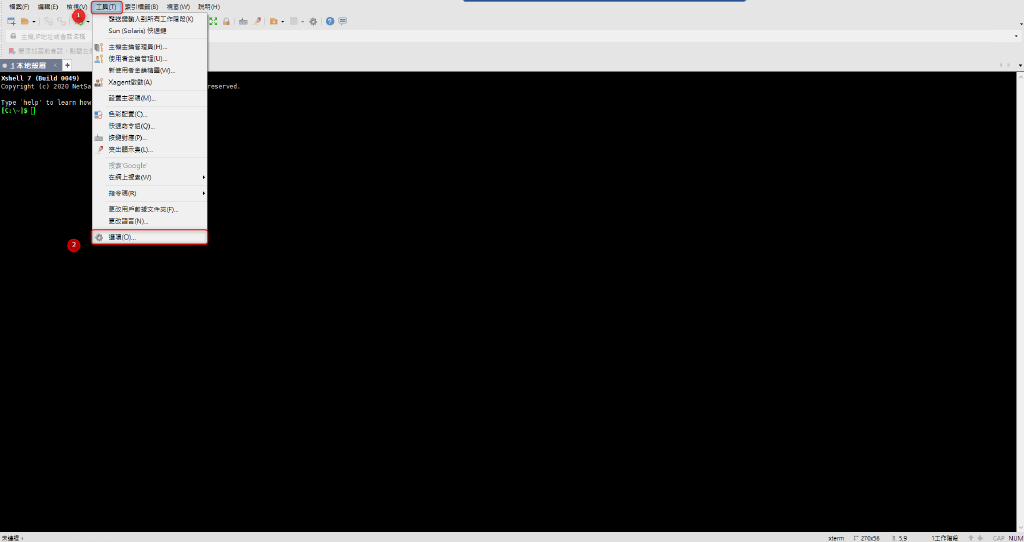 檔案(F) 編輯(E) 檢視(V) 工具(T) 索引標籤(B) 視窗(W) 說明(H)
1
發送鍵輸入到所有工作階段(K)
Sun (Solaris) 快速鍵
主機,IP地址或會話名稱
主機金鑰管理員(H)...
使用者金鑰管理(U)...
新使用者金鑰精靈(W)...
Xagent啟動(A)
設置主密碼(M)...
色彩配置(C)...
快速命令組(Q)...
按鍵對應(P)...
突出顯示集(L)...
搜索'Google'
在網上搜索(W)
指令碼(R)
更改用戶數據文件夾(F)...
更改語言(N)...
2
選項(O)...
1 本地殼層 × +
Xshell 7 (Build 0049)
Copyright (c) 2020 NetSa
reserved.
Type `help' to learn how
[C:\~]$
未連線。
xterm 270x56 5,9 1工作階段 CAP NUM